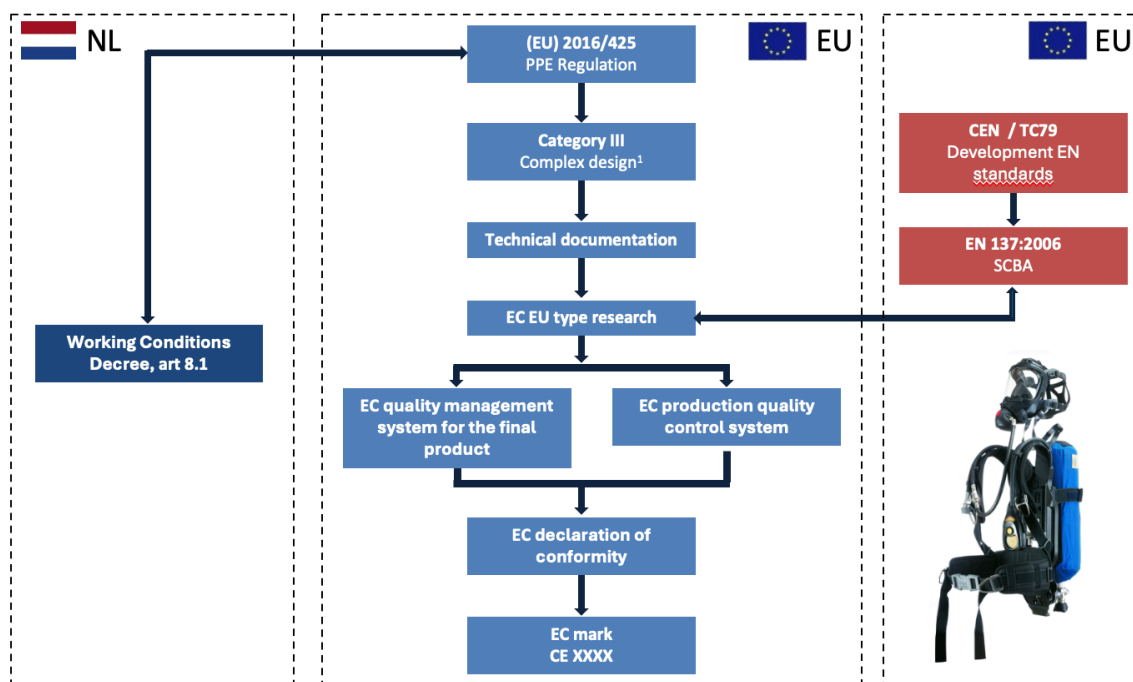 NL
EU
EU
(EU) 2016/425
PPE Regulation
Category III
Complex design¹
Technical documentation
EC EU type research
Working Conditions
Decree, art 8.1
EC quality management
system for the final
product
EC production quality
control system
EC declaration of
conformity
EC mark
CE XXXX
CEN / TC79
Development EN
standards
EN 137:2006
SCBA